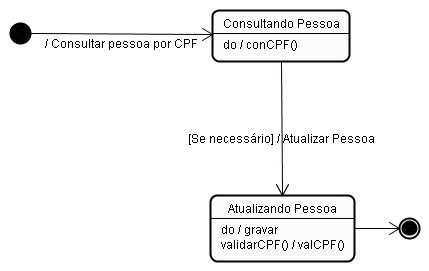 Consultando Pessoa
do / conCPF()
/ Consultar pessoa por CPF
[Se necessário] / Atualizar Pessoa
Atualizando Pessoa
do / gravar
validarCPF() / valCPF()